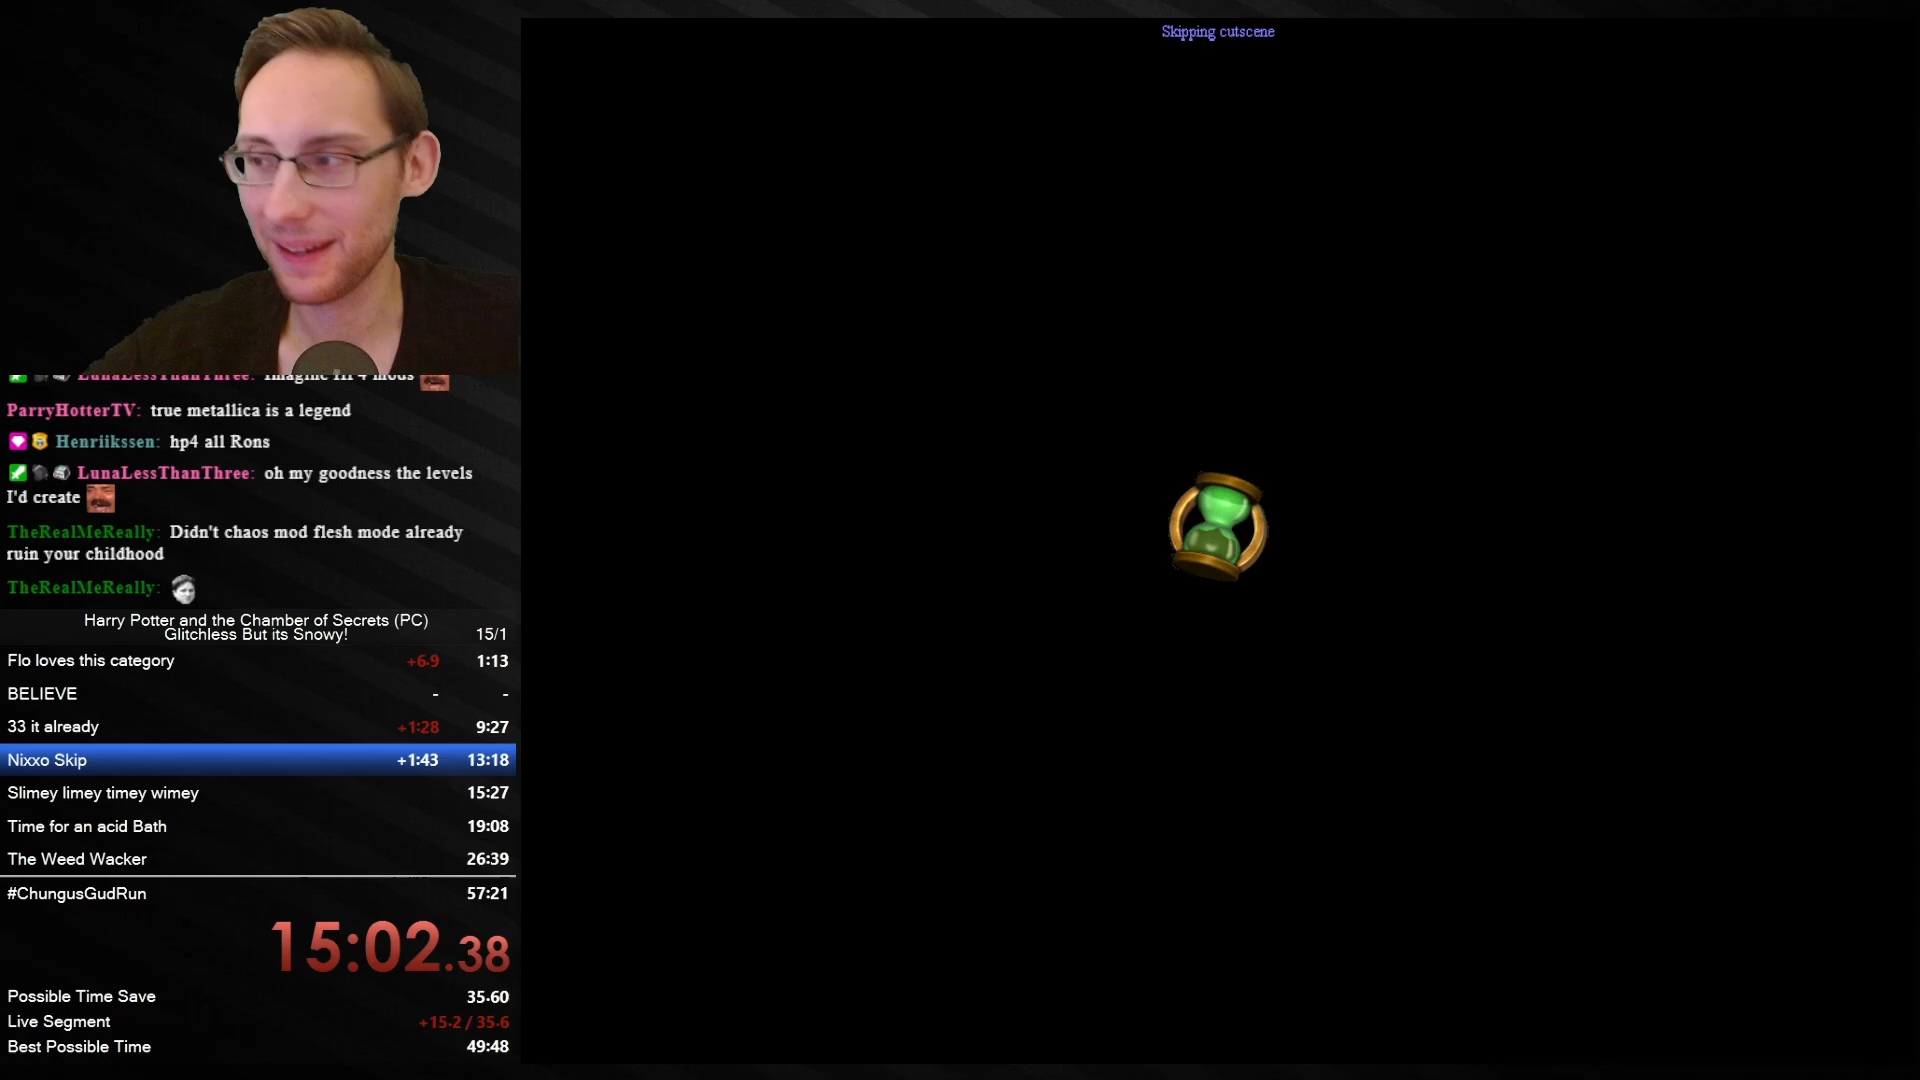 Skipping cutscene
LunaLessThanThree: Imagine HP4 mods
ParryHotterTV: true metallica is a legend
Henriikssen: hp4 all Rons
LunaLessThanThree: oh my goodness the levels
I'd create
TheRealMeReally: Didn't chaos mod flesh mode already
ruin your childhood
TheRealMeReally:
Harry Potter and the Chamber of Secrets (PC)
Glitchless But its Snowy! 15/1
Flo loves this category +6.9 1:13
BELIEVE - -
33 it already +1:28 9:27
Nixxo Skip +1:43 13:18
Slimey limey timey wimey 15:27
Time for an acid Bath 19:08
The Weed Wacker 26:39
#ChungusGudRun 57:21
15:02.38
Possible Time Save 35.60
Live Segment +15.2 / 35.6
Best Possible Time 49:48